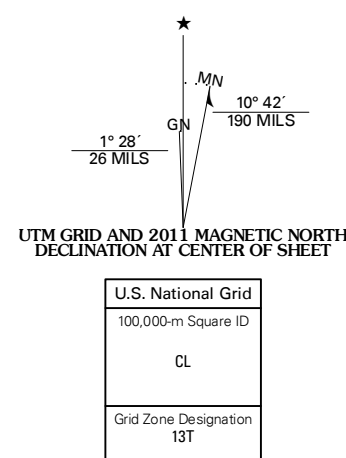 ★
MN
GN
10° 42´
190 MILS
1° 28´
26 MILS
UTM GRID AND 2011 MAGNETIC NORTH
DECLINATION AT CENTER OF SHEET
U.S. National Grid
100,000-m Square ID
CL
Grid Zone Designation
13T